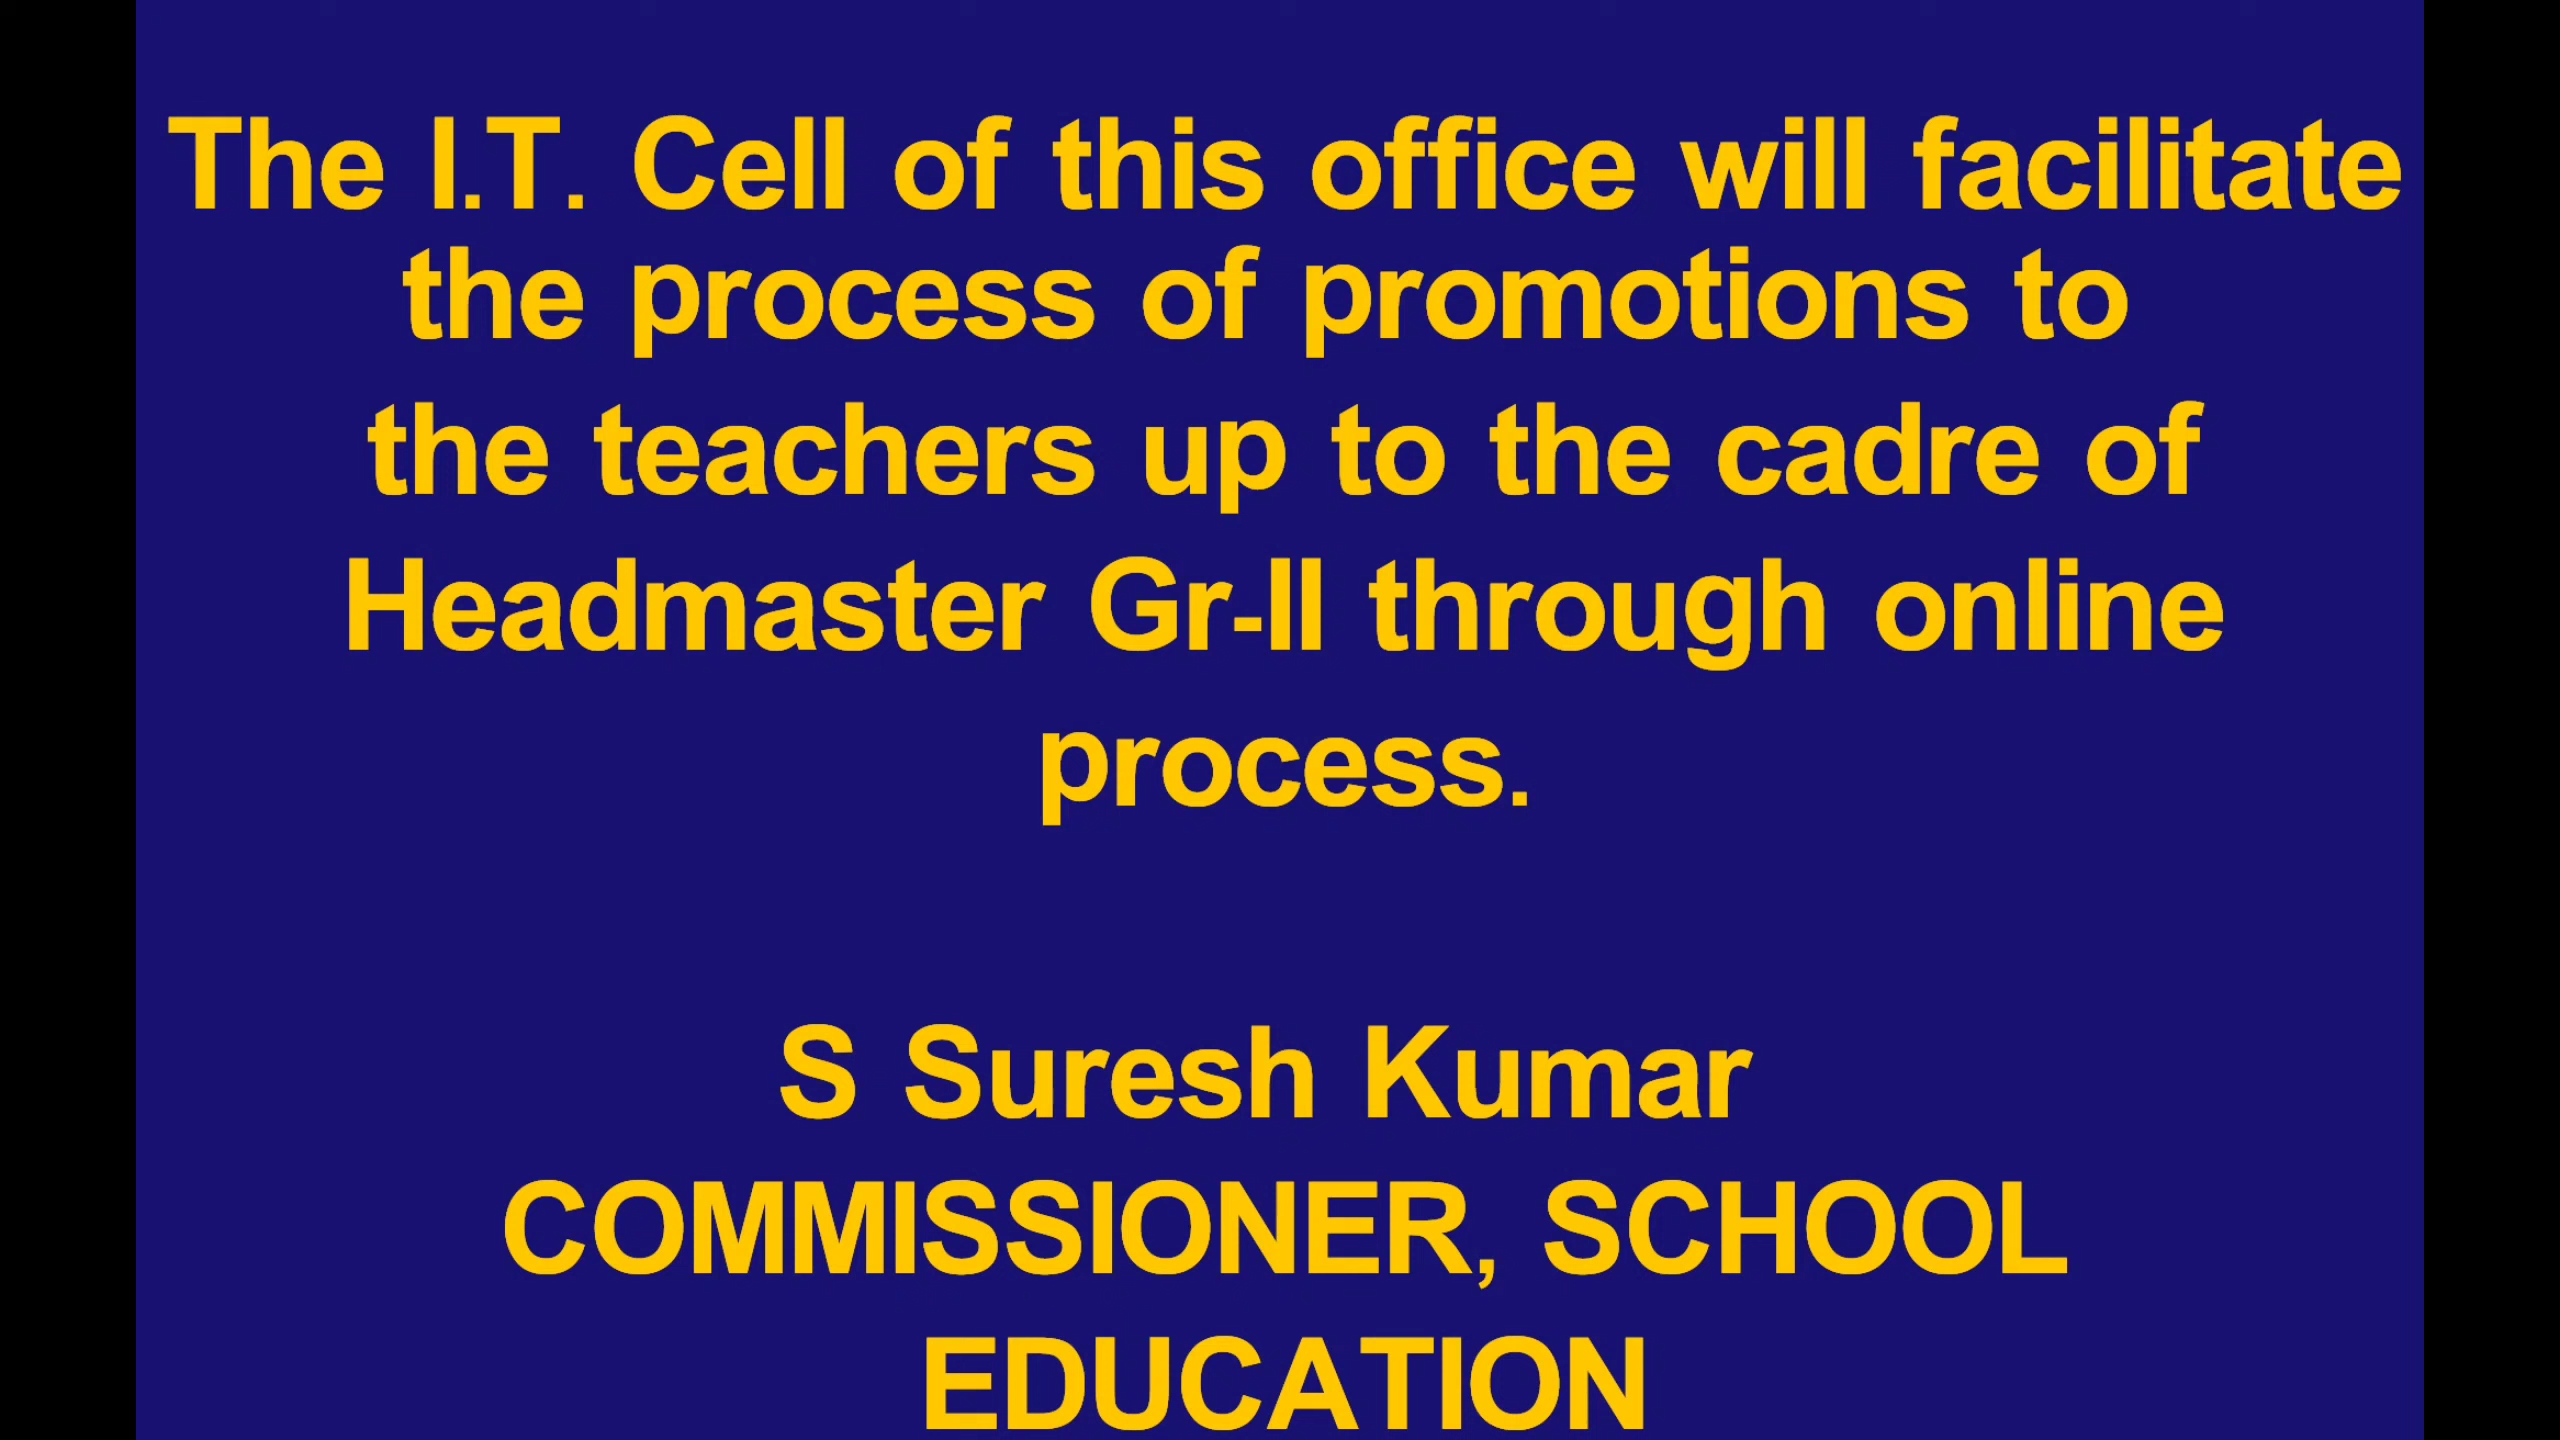 The I.T. Cell of this office will facilitate
the process of promotions to
the teachers up to the cadre of
Headmaster Gr-II through online
process.
S Suresh Kumar
COMMISSIONER, SCHOOL
EDUCATION